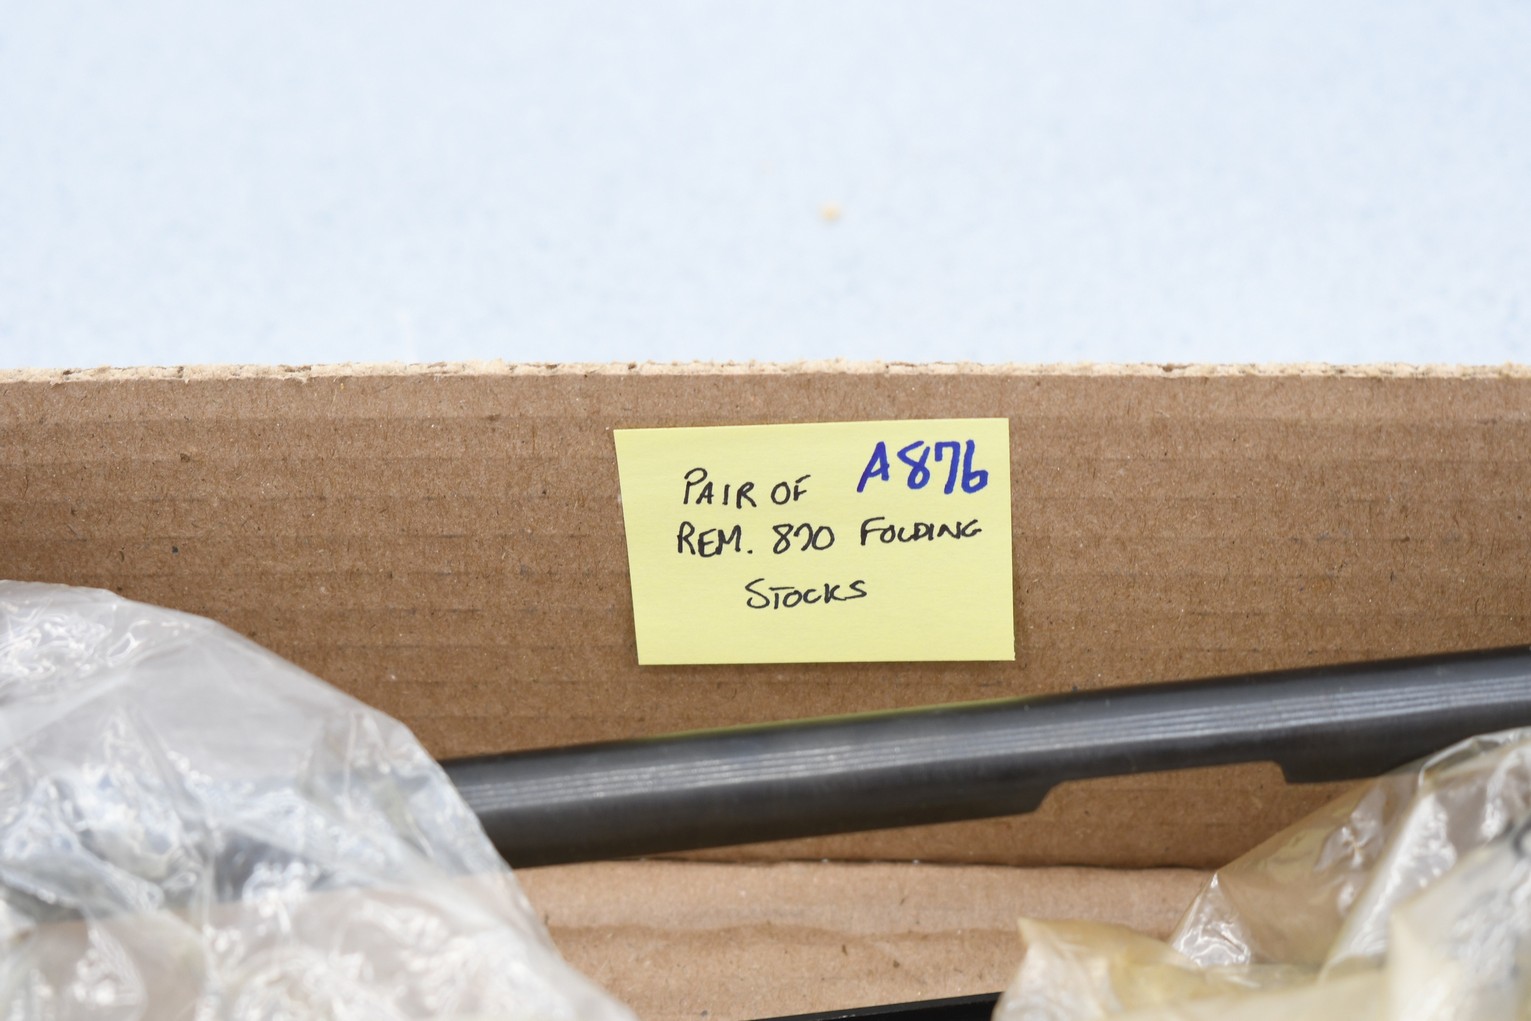 A876
PAIR OF
REM. 870 FOLDING
STOCKS